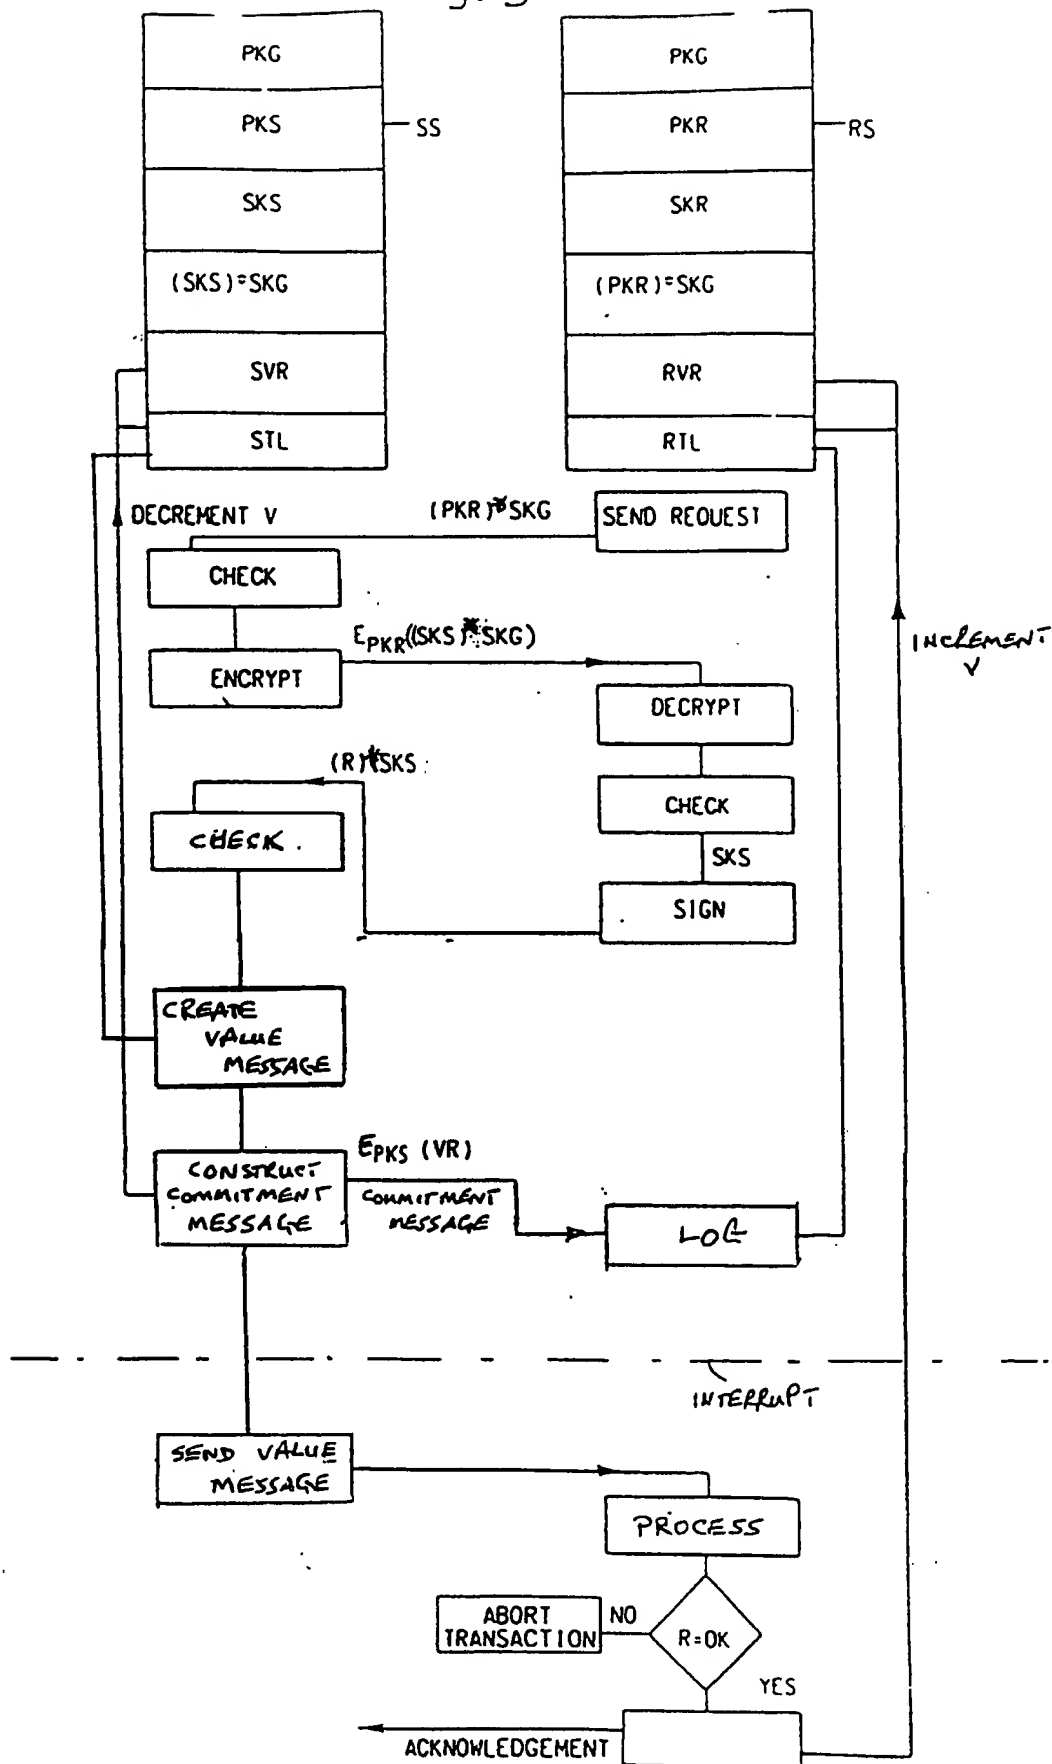 PKG
PKS
SS
SKS
(SKS)*SKG
SVR
STL
PKG
PKR
RS
SKR
(PKR)*SKG
RVR
RTL
DECREMENT V
(PKR)*SKG
SEND REQUEST
CHECK
EPKR((SKS)*SKG)
ENCRYPT
INCREMENT
V
DECRYPT
(R)*SKS
CHECK
CHECK.
SKS
SIGN
CREATE
VALUE
MESSAGE
EPKS (VR)
CONSTRUCT
COMMITMENT
MESSAGE
COMMITMENT
MESSAGE
LOG
INTERRUPT
SEND VALUE
MESSAGE
PROCESS
ABORT
TRANSACTION
NO
R=OK
YES
ACKNOWLEDGEMENT